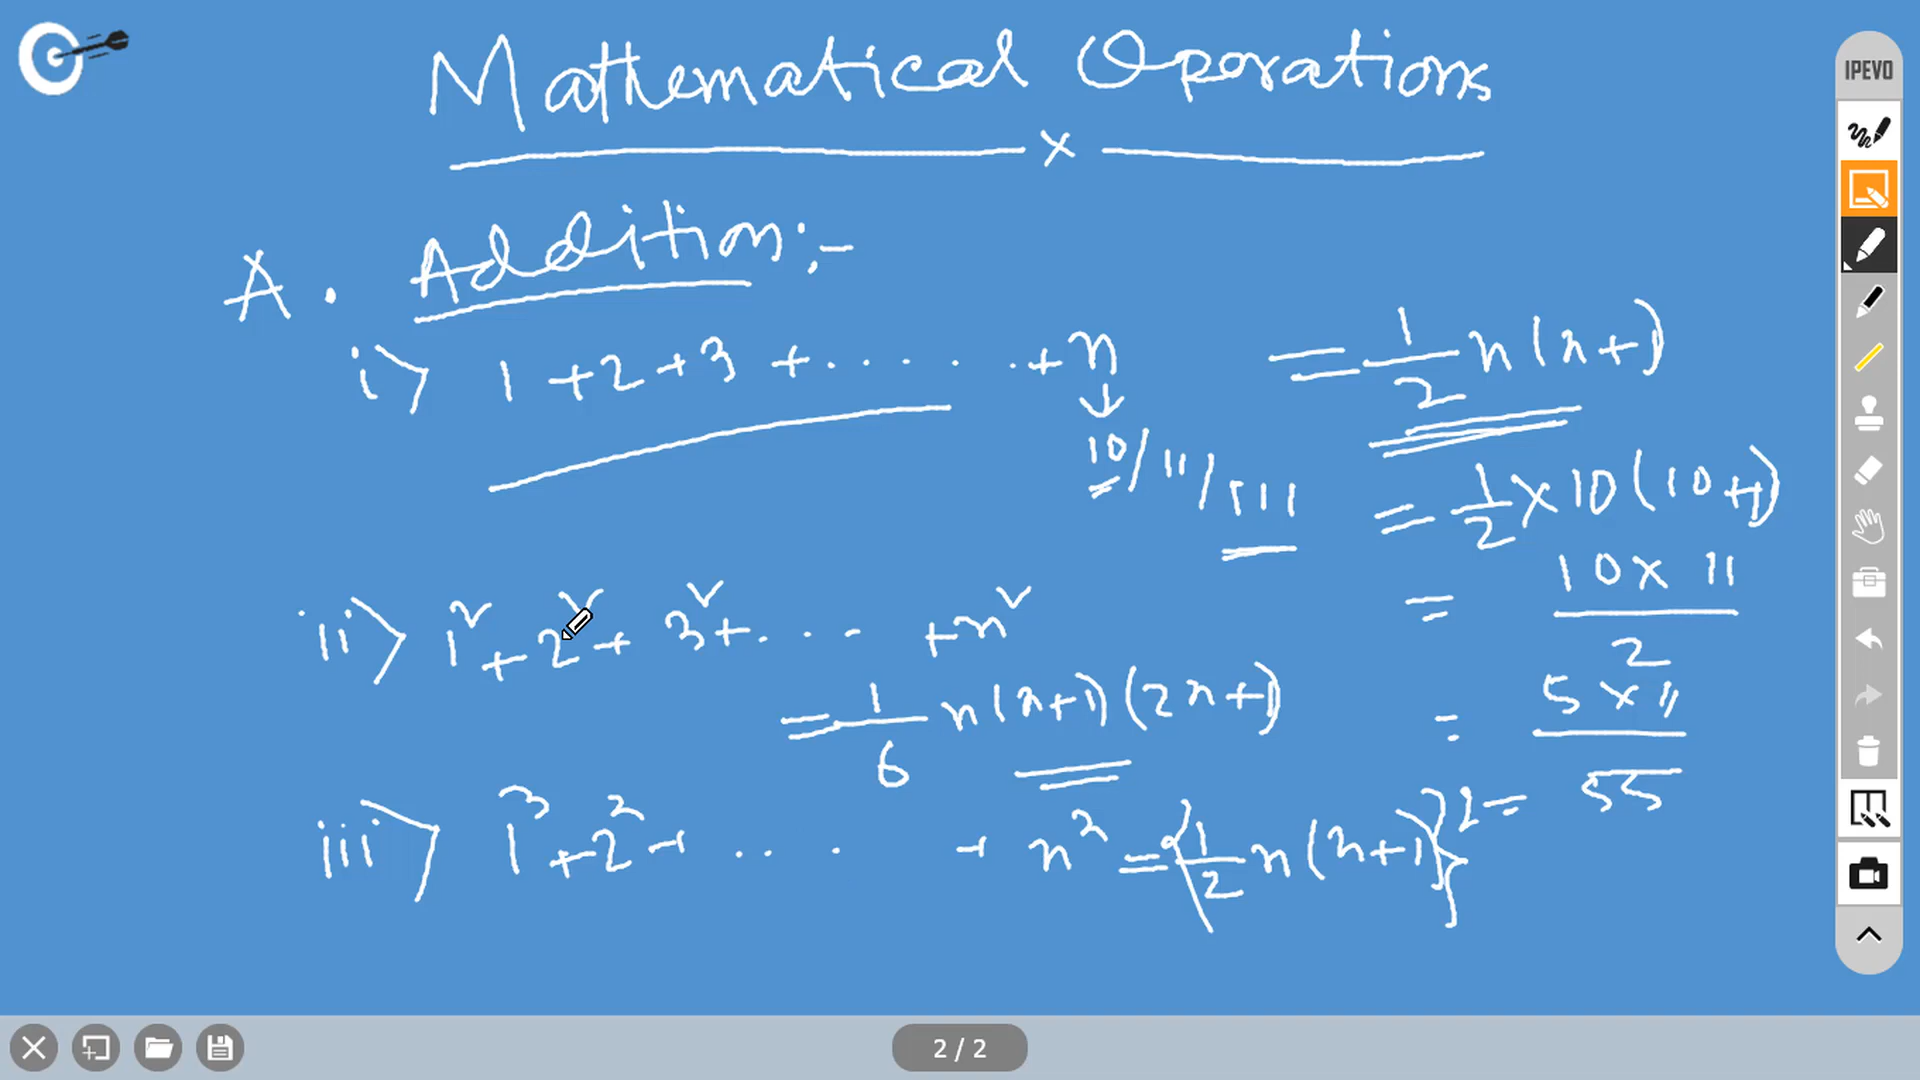 Mathematical Operations
x
A. Addition:-
i> 1 +2+3 +..... .+n = 1/2 n(n+1)
↓
10/11/111
= 1/2 × 10(10+1)
= 10× 11 / 2
ii> 1² +2²+ 3²+.... +n²
= 1/6 n(n+1)(2n+1)
= 5 ×11
= 55
iii> 1³ +2³+ .... + n³ = {1/2 n(n+1)}²
IPEVO
2 / 2